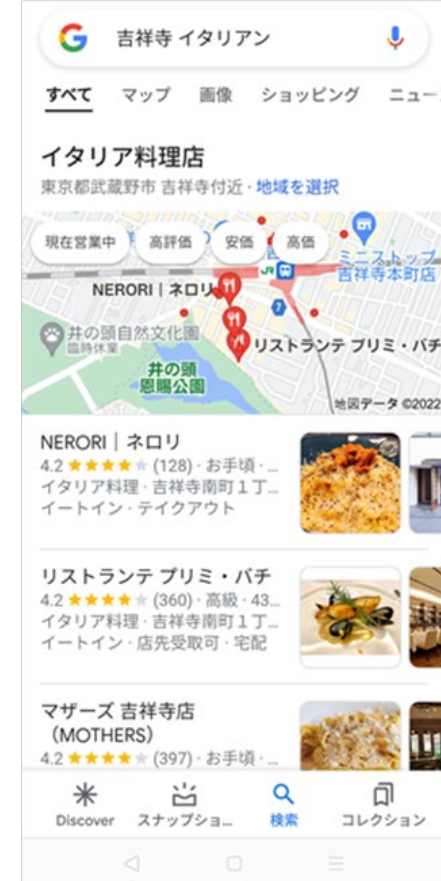 吉祥寺 イタリアン
すべて マップ 画像 ショッピング ニュー
イタリア料理店
東京都武蔵野市 吉祥寺付近・地域を選択
現在営業中 高評価 安価 高価
ミニストップ
吉祥寺本町店
JR
NERORI｜ネロリ
7
井の頭自然文化園
臨時休業
リストランテ プリミ・バチ
井の頭
恩賜公園
地図データ ©2022
NERORI｜ネロリ
4.2 ★★★★★ (128)・お手頃・...
イタリア料理・吉祥寺南町１丁...
イートイン・テイクアウト
リストランテ プリミ・バチ
4.2 ★★★★★ (360)・高級・43...
イタリア料理・吉祥寺南町１丁...
イートイン・店先受取可・宅配
マザーズ 吉祥寺店
（MOTHERS）
4.2 ★★★★★ (397)・お手頃・...
Discover スナップショ... 検索 コレクション